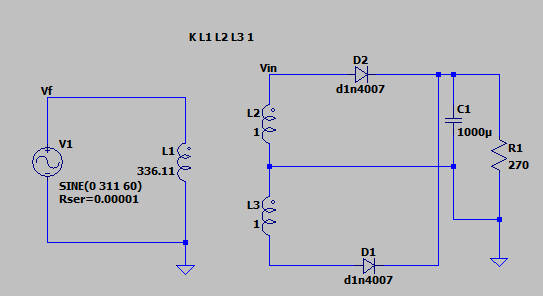 K L1 L2 L3 1
D2
Vin
d1n4007
Vf
C1
L2
1000µ
V1
L1
1
R1
336.11
270
SINE(0 311 60)
Rser=0.00001
L3
1
D1
d1n4007